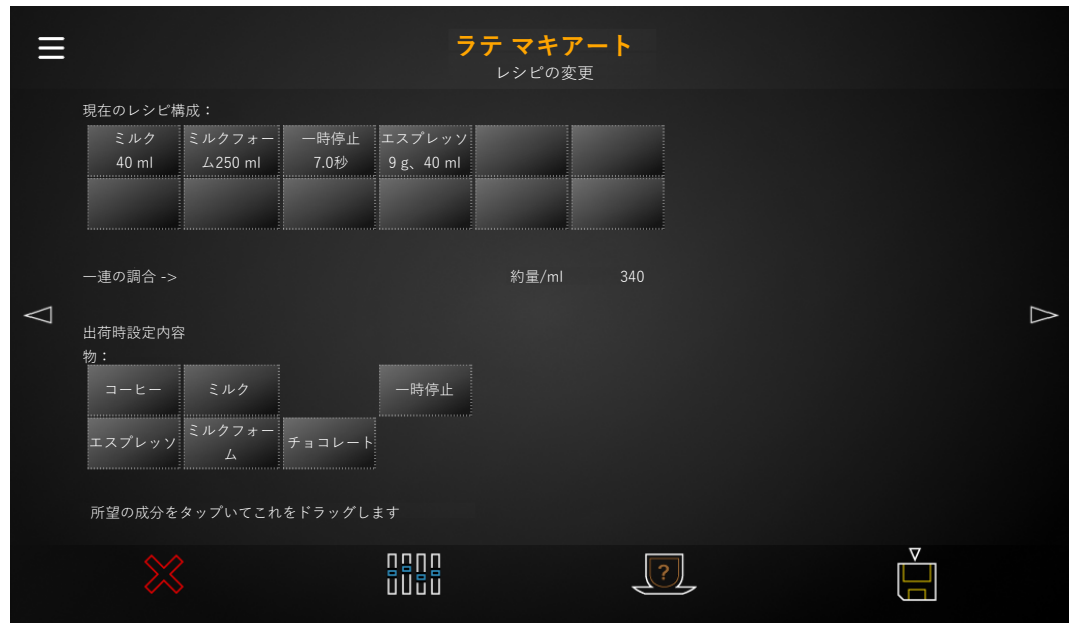 ラテ マキアート
レシピの変更
現在のレシピ構成：
ミルク
40 ml
ミルクフォー
ム250 ml
一時停止
7.0秒
エスプレッソ
9 g、40 ml
一連の調合 -> 約量/ml 340
出荷時設定内容
物：
コーヒー ミルク 一時停止
エスプレッソ
ミルクフォー
ム
チョコレート
所望の成分をタップいてこれをドラッグします
?